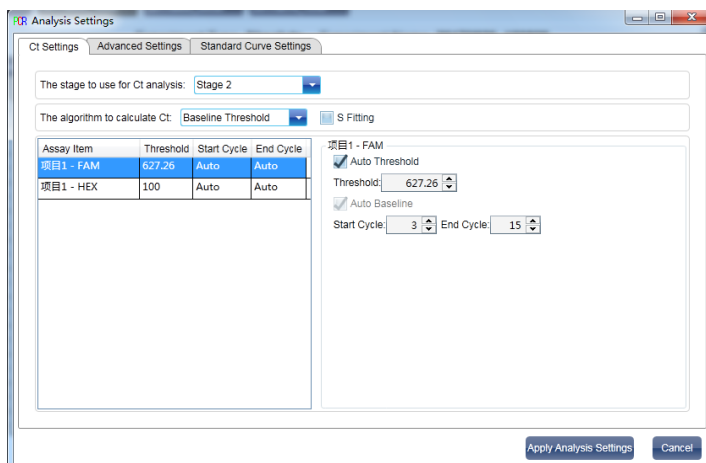 PCR Analysis Settings
Ct Settings Advanced Settings Standard Curve Settings
The stage to use for Ct analysis: Stage 2
The algorithm to calculate Ct: Baseline Threshold S Fitting
Assay Item Threshold Start Cycle End Cycle
项目1 - FAM 627.26 Auto Auto
项目1 - HEX 100 Auto Auto
项目1 - FAM
Auto Threshold
Threshold: 627.26
Auto Baseline
Start Cycle: 3 End Cycle: 15
Apply Analysis Settings Cancel